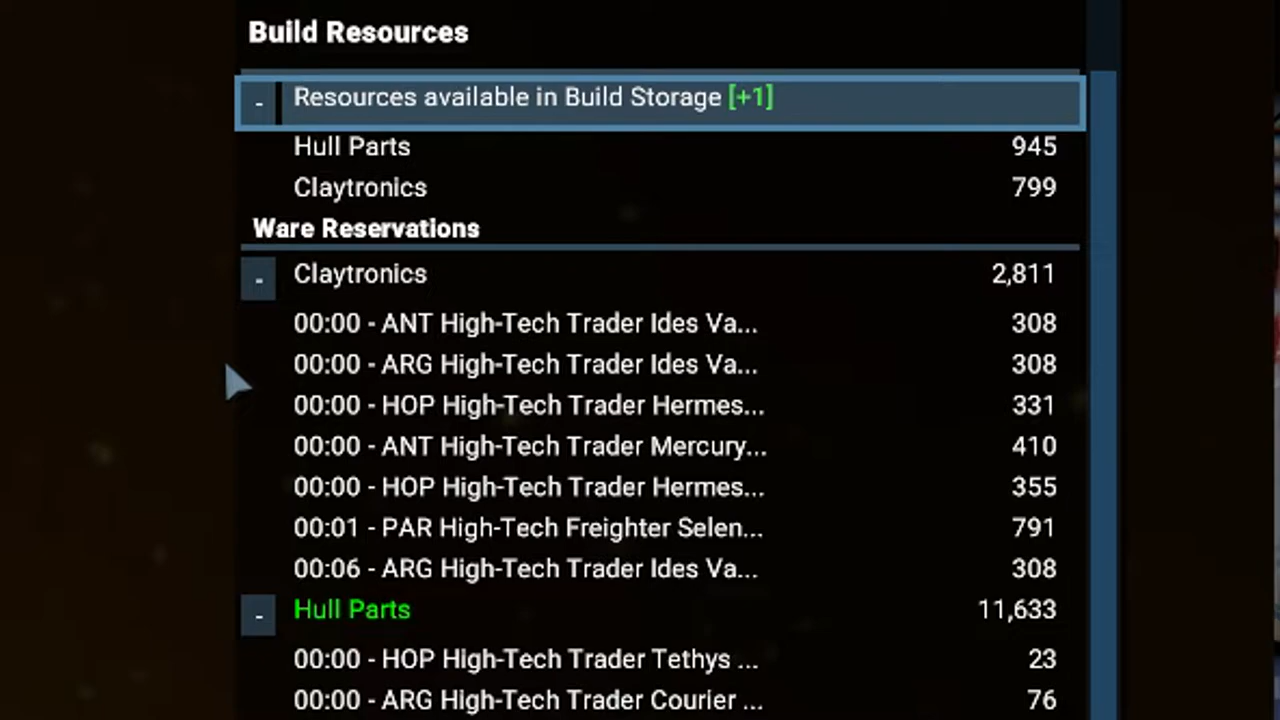 Build Resources
- Resources available in Build Storage [+1]
Hull Parts 945
Claytronics 799
Ware Reservations
- Claytronics 2,811
00:00 - ANT High-Tech Trader Ides Va... 308
00:00 - ARG High-Tech Trader Ides Va... 308
00:00 - HOP High-Tech Trader Hermes... 331
00:00 - ANT High-Tech Trader Mercury... 410
00:00 - HOP High-Tech Trader Hermes... 355
00:01 - PAR High-Tech Freighter Selen... 791
00:06 - ARG High-Tech Trader Ides Va... 308
- Hull Parts 11,633
00:00 - HOP High-Tech Trader Tethys ... 23
00:00 - ARG High-Tech Trader Courier ... 76